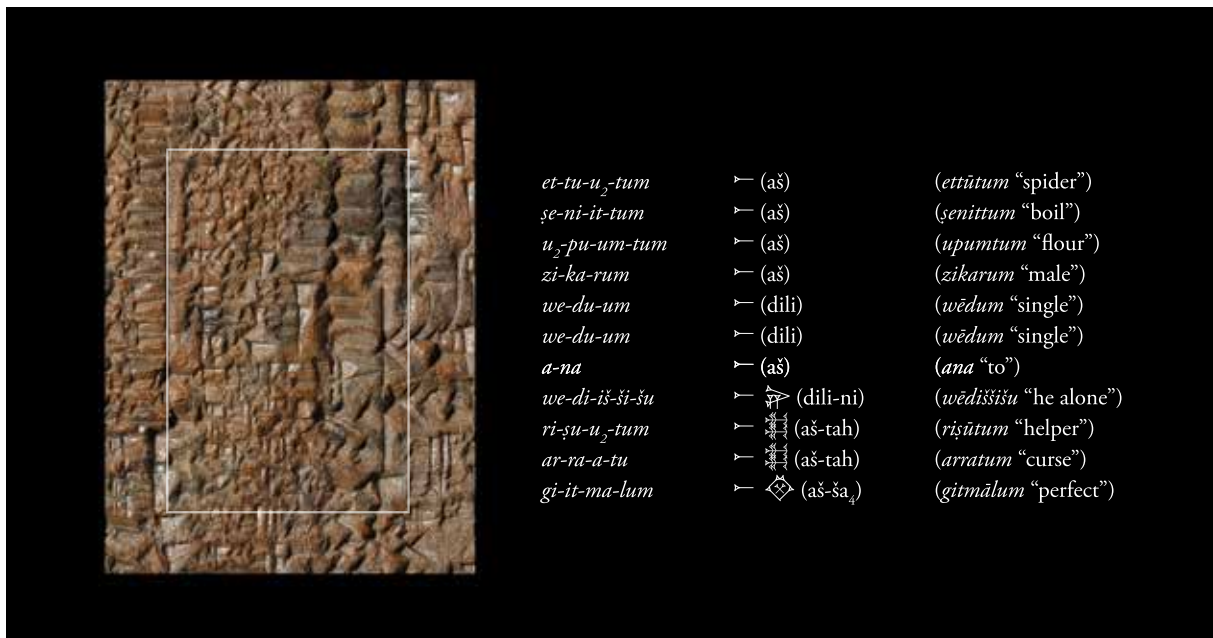 et-tu-u₂-tum 𒀸 (aš) (ettūtum “spider”)
ṣe-ni-it-tum 𒀸 (aš) (ṣenittum “boil”)
u₂-pu-um-tum 𒀸 (aš) (upumtum “flour”)
zi-ka-rum 𒀸 (aš) (zikarum “male”)
we-du-um 𒀸 (dili) (wēdum “single”)
we-du-um 𒀸 (dili) (wēdum “single”)
a-na 𒀸 (aš) (ana “to”)
we-di-iš-ši-šu 𒀸 𒉌 (dili-ni) (wēdiššišu “he alone”)
ri-ṣu-u₂-tum 𒀸 𒈭 (aš-tah) (riṣūtum “helper”)
ar-ra-a-tu 𒀸 𒈭 (aš-tah) (arratum “curse”)
gi-it-ma-lum 𒀸 (aš-ša₄) (gitmālum “perfect”)